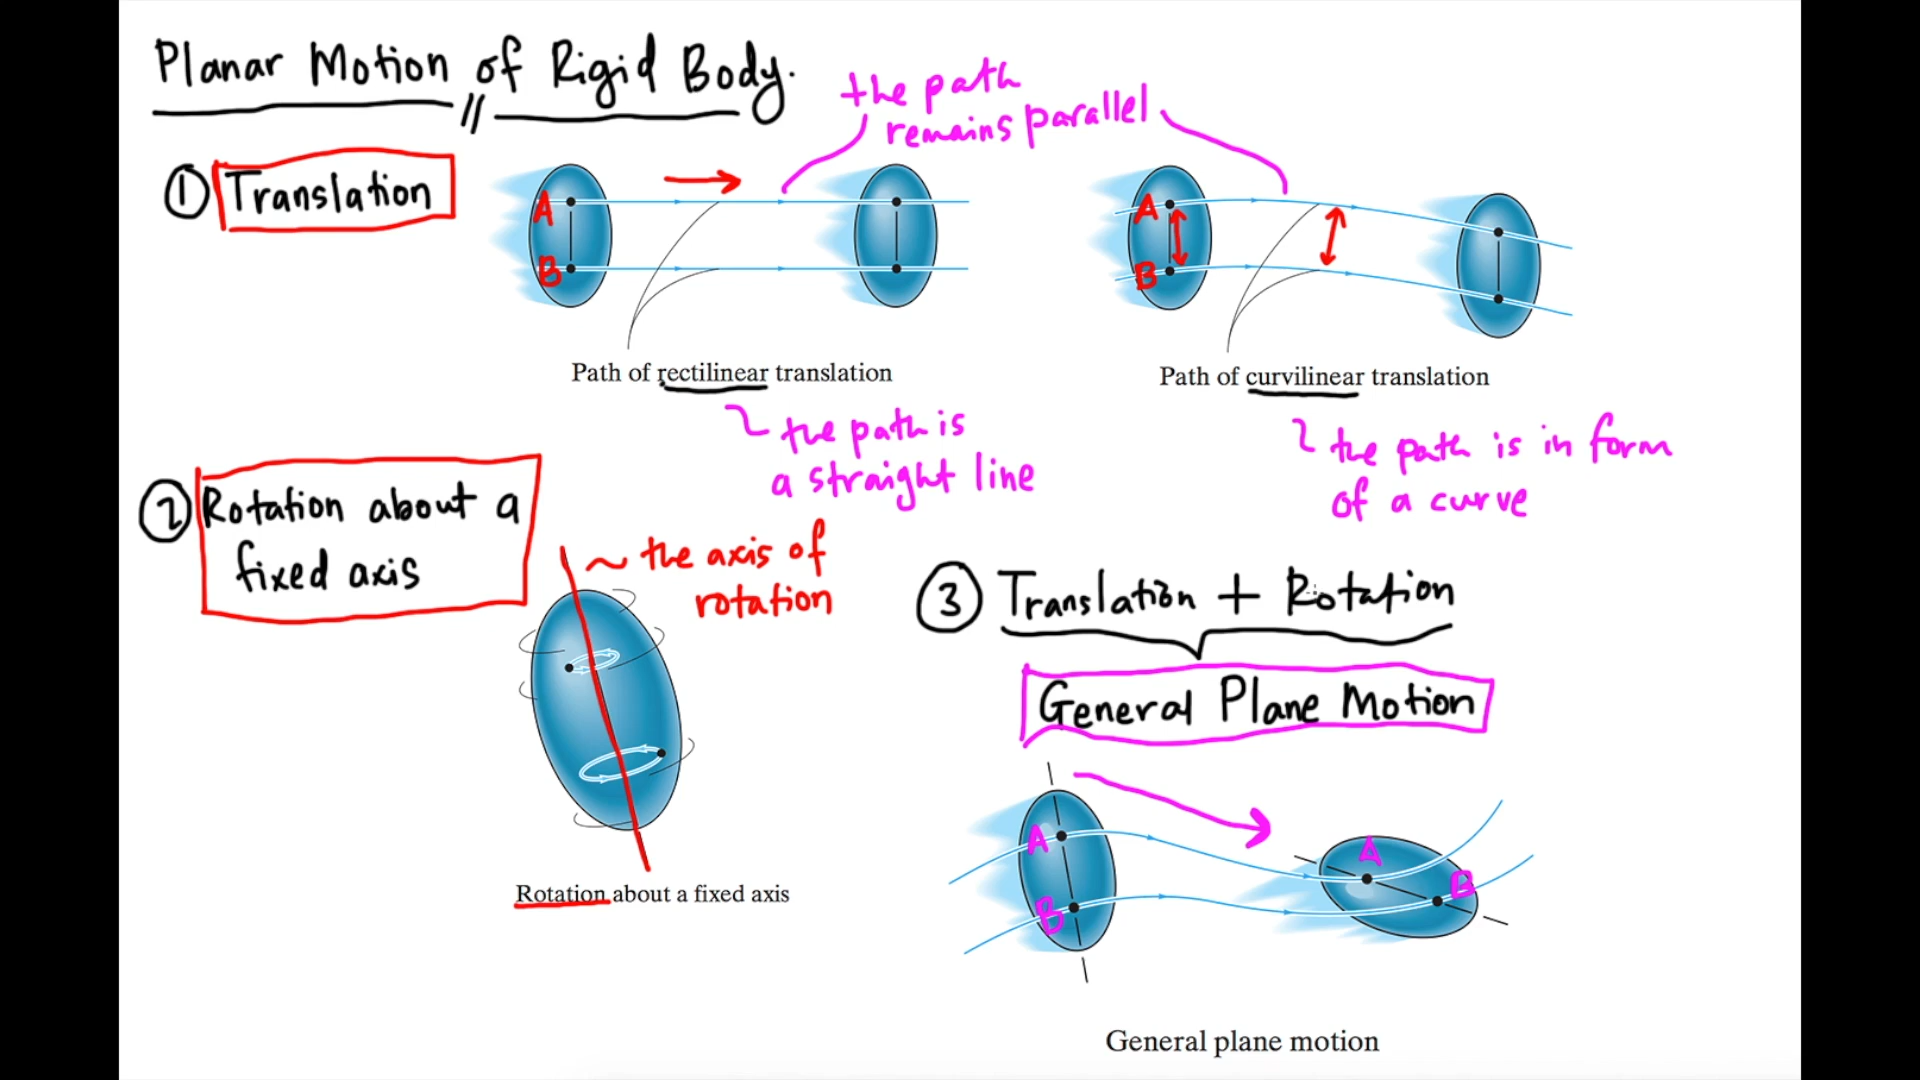 Planar Motion of Rigid Body.
the path
remains parallel
① Translation
A
B
A
B
Path of rectilinear translation
Path of curvilinear translation
the path is
a straight line
the path is in form
of a curve
② Rotation about a
fixed axis
the axis of
rotation
Rotation about a fixed axis
③ Translation + Rotation
General Plane Motion
A
B
A
B
General plane motion